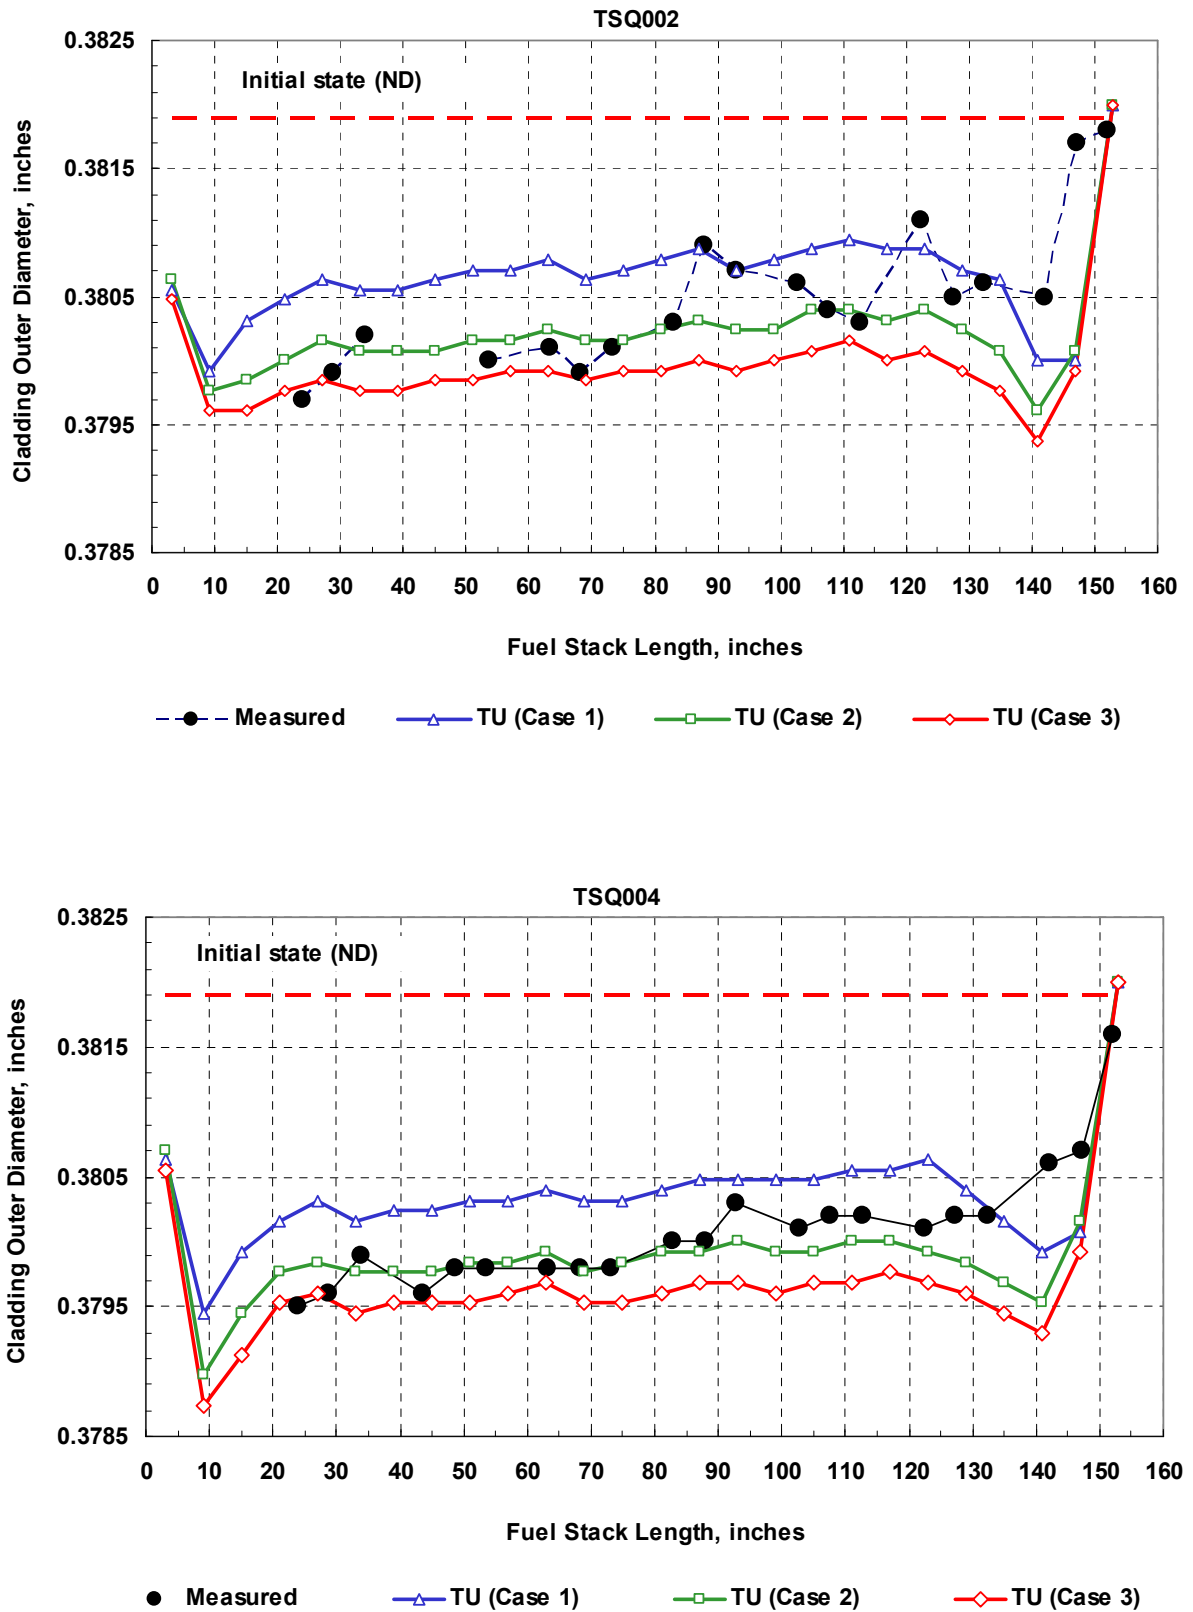 TSQ002
0.3825
Initial state (ND)
0.3815
0.3805
0.3795
0.3785
Cladding Outer Diameter, inches
0 10 20 30 40 50 60 70 80 90 100 110 120 130 140 150 160
Fuel Stack Length, inches
Measured TU (Case 1) TU (Case 2) TU (Case 3)
TSQ004
0.3825
Initial state (ND)
0.3815
0.3805
0.3795
0.3785
Cladding Outer Diameter, inches
0 10 20 30 40 50 60 70 80 90 100 110 120 130 140 150 160
Fuel Stack Length, inches
Measured TU (Case 1) TU (Case 2) TU (Case 3)